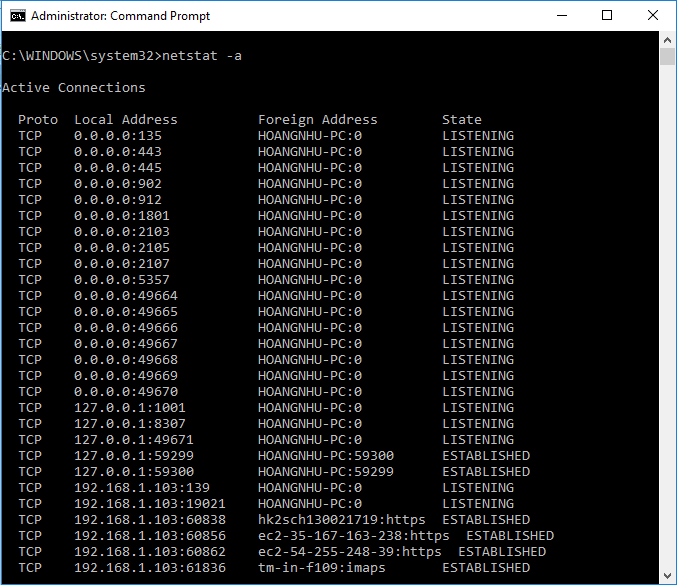 Administrator: Command Prompt
C:\WINDOWS\system32>netstat -a
Active Connections
Proto  Local Address          Foreign Address        State
TCP    0.0.0.0:135            HOANGNHU-PC:0          LISTENING
TCP    0.0.0.0:443            HOANGNHU-PC:0          LISTENING
TCP    0.0.0.0:445            HOANGNHU-PC:0          LISTENING
TCP    0.0.0.0:902            HOANGNHU-PC:0          LISTENING
TCP    0.0.0.0:912            HOANGNHU-PC:0          LISTENING
TCP    0.0.0.0:1801           HOANGNHU-PC:0          LISTENING
TCP    0.0.0.0:2103           HOANGNHU-PC:0          LISTENING
TCP    0.0.0.0:2105           HOANGNHU-PC:0          LISTENING
TCP    0.0.0.0:2107           HOANGNHU-PC:0          LISTENING
TCP    0.0.0.0:5357           HOANGNHU-PC:0          LISTENING
TCP    0.0.0.0:49664          HOANGNHU-PC:0          LISTENING
TCP    0.0.0.0:49665          HOANGNHU-PC:0          LISTENING
TCP    0.0.0.0:49666          HOANGNHU-PC:0          LISTENING
TCP    0.0.0.0:49667          HOANGNHU-PC:0          LISTENING
TCP    0.0.0.0:49668          HOANGNHU-PC:0          LISTENING
TCP    0.0.0.0:49669          HOANGNHU-PC:0          LISTENING
TCP    0.0.0.0:49670          HOANGNHU-PC:0          LISTENING
TCP    127.0.0.1:1001         HOANGNHU-PC:0          LISTENING
TCP    127.0.0.1:8307         HOANGNHU-PC:0          LISTENING
TCP    127.0.0.1:49671        HOANGNHU-PC:0          LISTENING
TCP    127.0.0.1:59299        HOANGNHU-PC:59300      ESTABLISHED
TCP    127.0.0.1:59300        HOANGNHU-PC:59299      ESTABLISHED
TCP    192.168.1.103:139      HOANGNHU-PC:0          LISTENING
TCP    192.168.1.103:19021    HOANGNHU-PC:0          LISTENING
TCP    192.168.1.103:60838    hk2sch130021719:https  ESTABLISHED
TCP    192.168.1.103:60856    ec2-35-167-163-238:https  ESTABLISHED
TCP    192.168.1.103:60862    ec2-54-255-248-39:https  ESTABLISHED
TCP    192.168.1.103:61836    tm-in-f109:imaps       ESTABLISHED